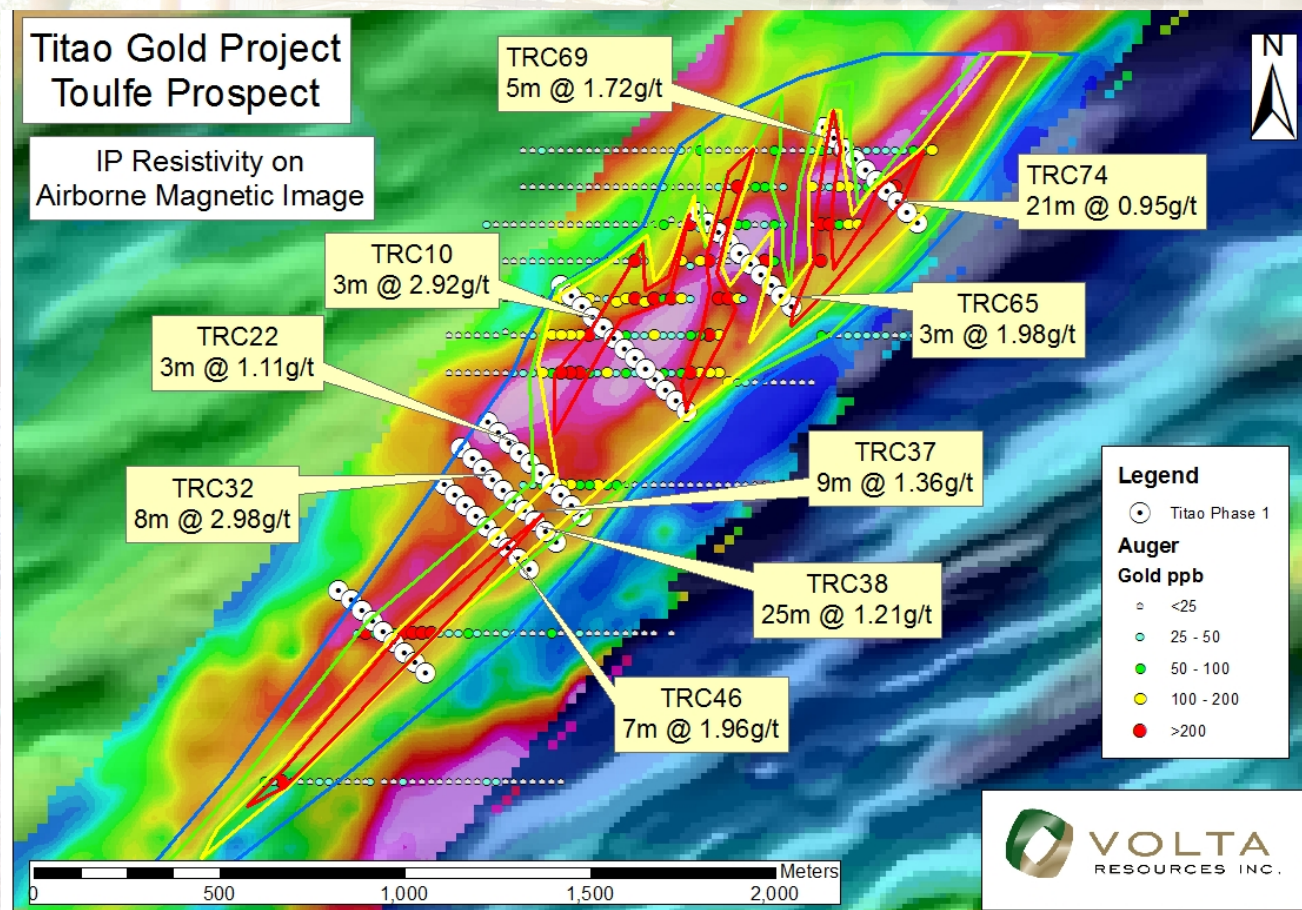 Titao Gold Project
Toulfe Prospect
IP Resistivity on
Airborne Magnetic Image
N
TRC69
5m @ 1.72g/t
TRC74
21m @ 0.95g/t
TRC10
3m @ 2.92g/t
TRC65
3m @ 1.98g/t
TRC22
3m @ 1.11g/t
TRC37
9m @ 1.36g/t
TRC32
8m @ 2.98g/t
TRC38
25m @ 1.21g/t
TRC46
7m @ 1.96g/t
Legend
Titao Phase 1
Auger
Gold ppb
<25
25 - 50
50 - 100
100 - 200
>200
Meters
0 500 1,000 1,500 2,000
VOLTA
RESOURCES INC.